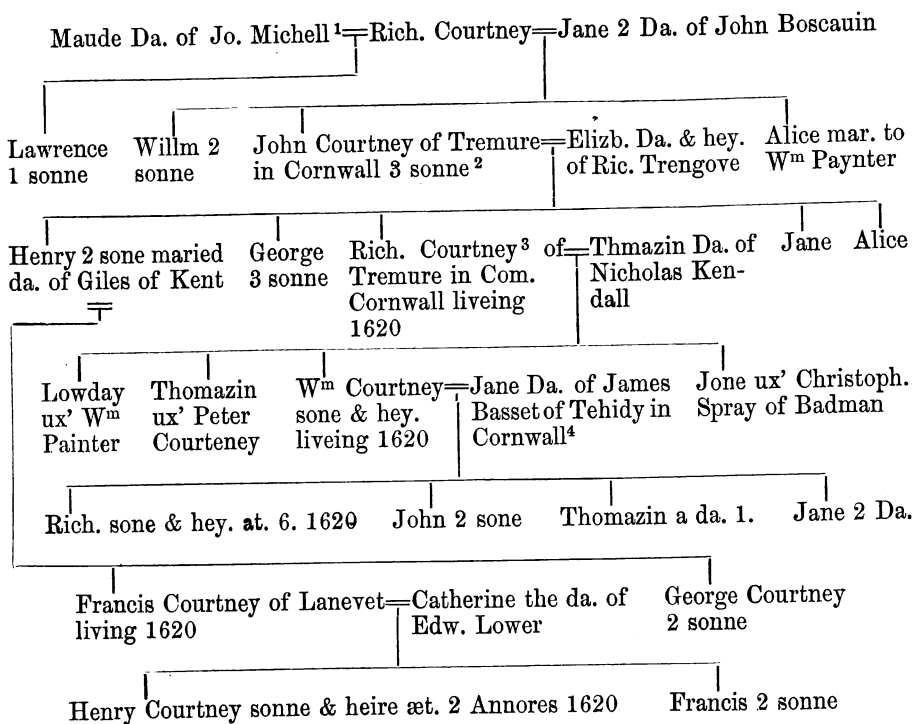 Maude Da. of Jo. Michell¹=Rich. Courtney=Jane 2 Da. of John Boscauin
Lawrence
1 sonne
Willm 2
sonne
John Courtney of Tremure=Elizb. Da. & hey.
in Cornwall 3 sonne² of Ric. Trengove
Alice mar. to
Wᵐ Paynter
Henry 2 sone maried
da. of Giles of Kent
George
3 sonne
Rich. Courtney³ of=Thmazin Da. of
Tremure in Com. Nicholas Ken-
Cornwall liveing dall
1620
Jane
Alice
Lowday
ux' Wᵐ
Painter
Thomazin
ux' Peter
Courteney
Wᵐ Courtney=Jane Da. of James
sone & hey. Basset of Tehidy in
liveing 1620 Cornwall⁴
Jone ux' Christoph.
Spray of Badman
Rich. sone & hey. at. 6. 1620
John 2 sone
Thomazin a da. 1.
Jane 2 Da.
Francis Courtney of Lanevet=Catherine the da. of
living 1620 Edw. Lower
George Courtney
2 sonne
Henry Courtney sonne & heire æt. 2 Annores 1620
Francis 2 sonne